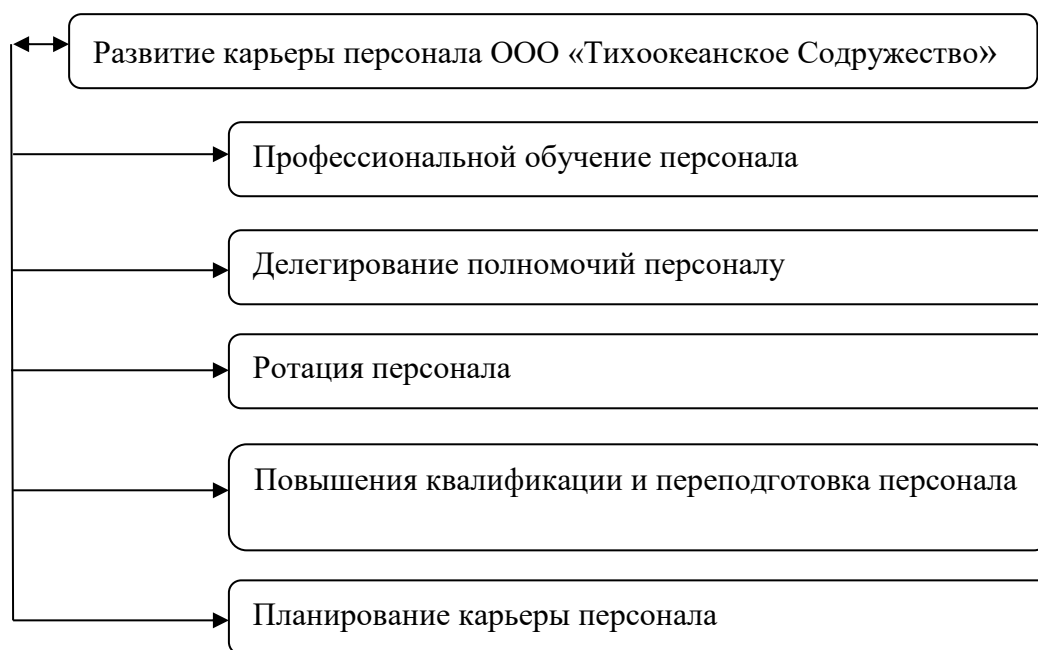 Развитие карьеры персонала ООО «Тихоокеанское Содружество»
Профессиональной обучение персонала
Делегирование полномочий персоналу
Ротация персонала
Повышения квалификации и переподготовка персонала
Планирование карьеры персонала